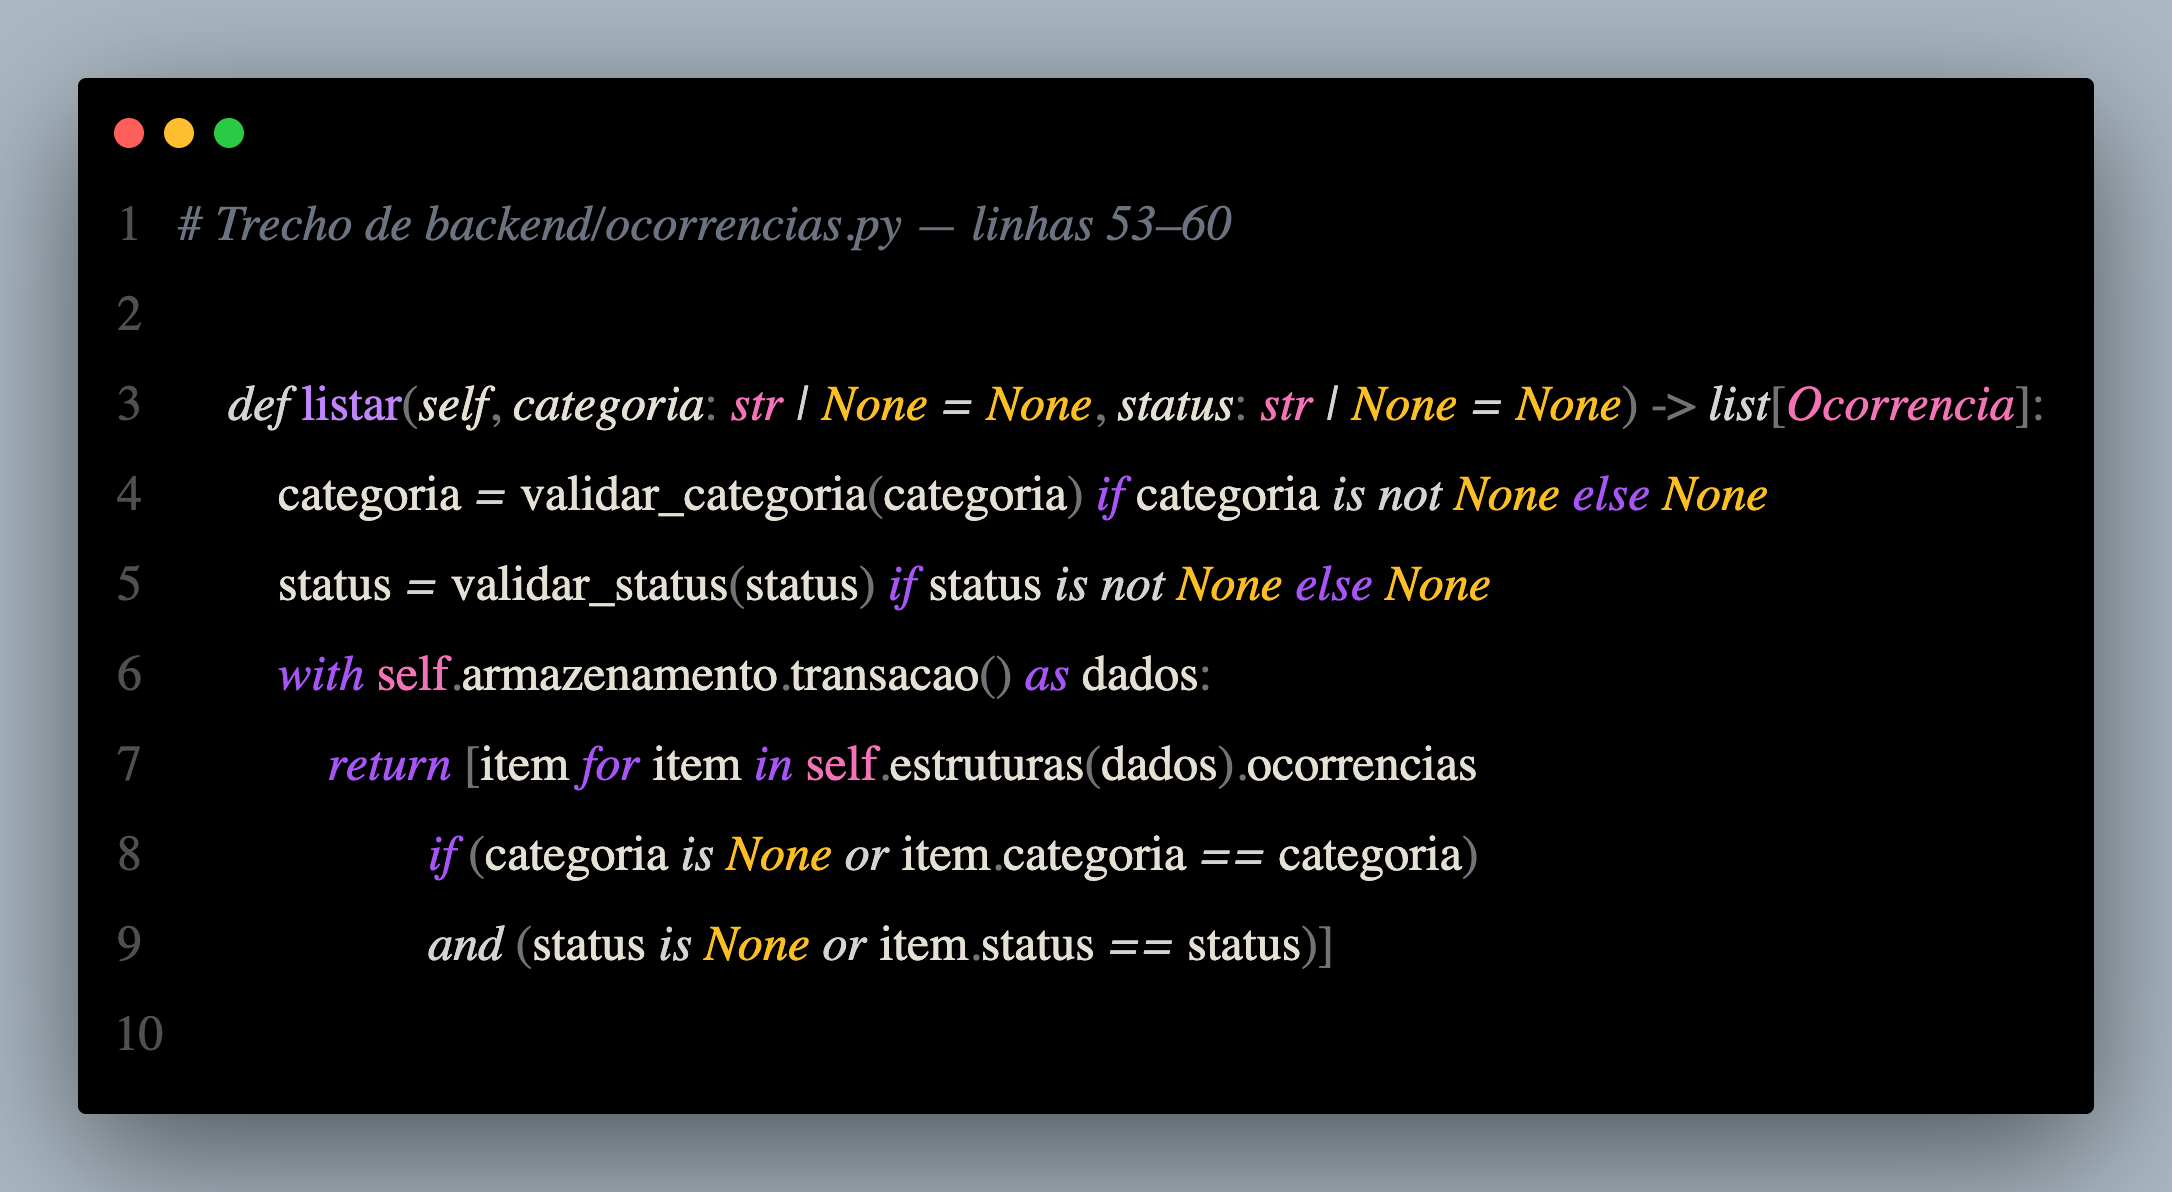 1 # Trecho de backend/ocorrencias.py — linhas 53–60
2
3     def listar(self, categoria: str | None = None, status: str | None = None) -> list[Ocorrencia]:
4         categoria = validar_categoria(categoria) if categoria is not None else None
5         status = validar_status(status) if status is not None else None
6         with self.armazenamento.transacao() as dados:
7             return [item for item in self.estruturas(dados).ocorrencias
8                     if (categoria is None or item.categoria == categoria)
9                     and (status is None or item.status == status)]
10